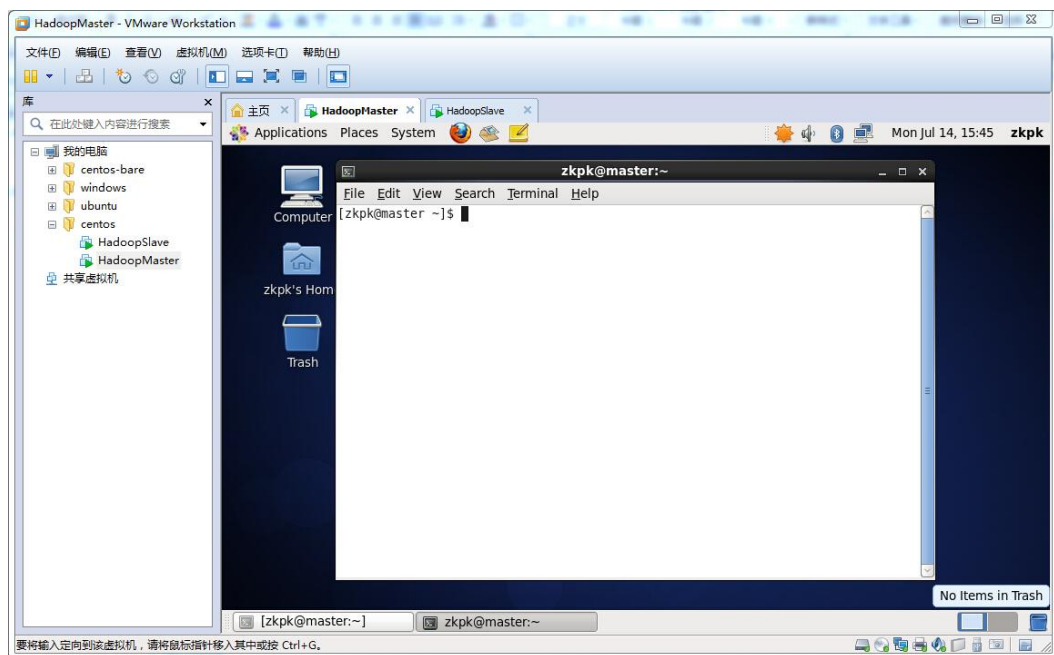 HadoopMaster - VMware Workstation
文件(F) 编辑(E) 查看(V) 虚拟机(M) 选项卡(T) 帮助(H)
库
在此处键入内容进行搜索
我的电脑
centos-bare
windows
ubuntu
centos
HadoopSlave
HadoopMaster
共享虚拟机
主页 HadoopMaster HadoopSlave
Applications Places System Mon Jul 14, 15:45 zkpk
Computer
zkpk's Hom
Trash
zkpk@master:~
File Edit View Search Terminal Help
[zkpk@master ~]$
No Items in Trash
[zkpk@master:~] zkpk@master:~
要将输入定向到该虚拟机，请将鼠标指针移入其中或按 Ctrl+G。